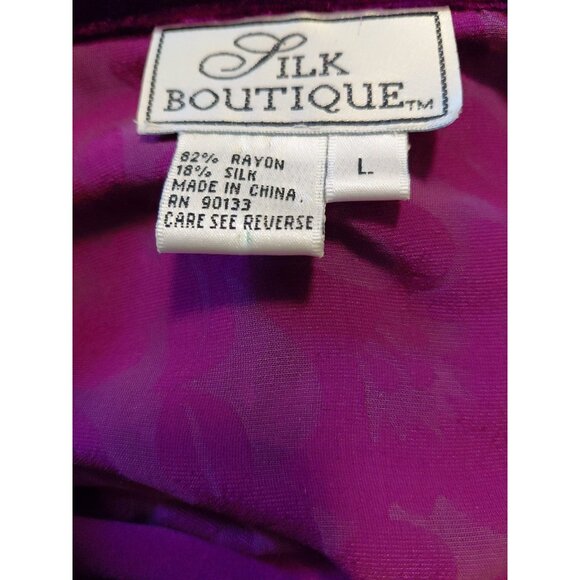 SILK
BOUTIQUE™
82% RAYON
18% SILK
MADE IN CHINA.
RN 90133
CARE SEE REVERSE
L.